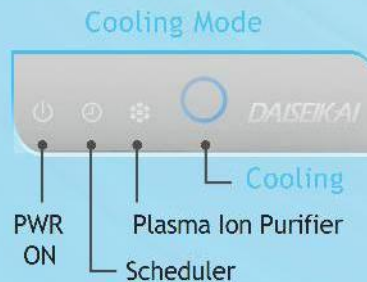 Cooling Mode
DAISEIKAI
Cooling
PWR
ON
Plasma Ion Purifier
Scheduler